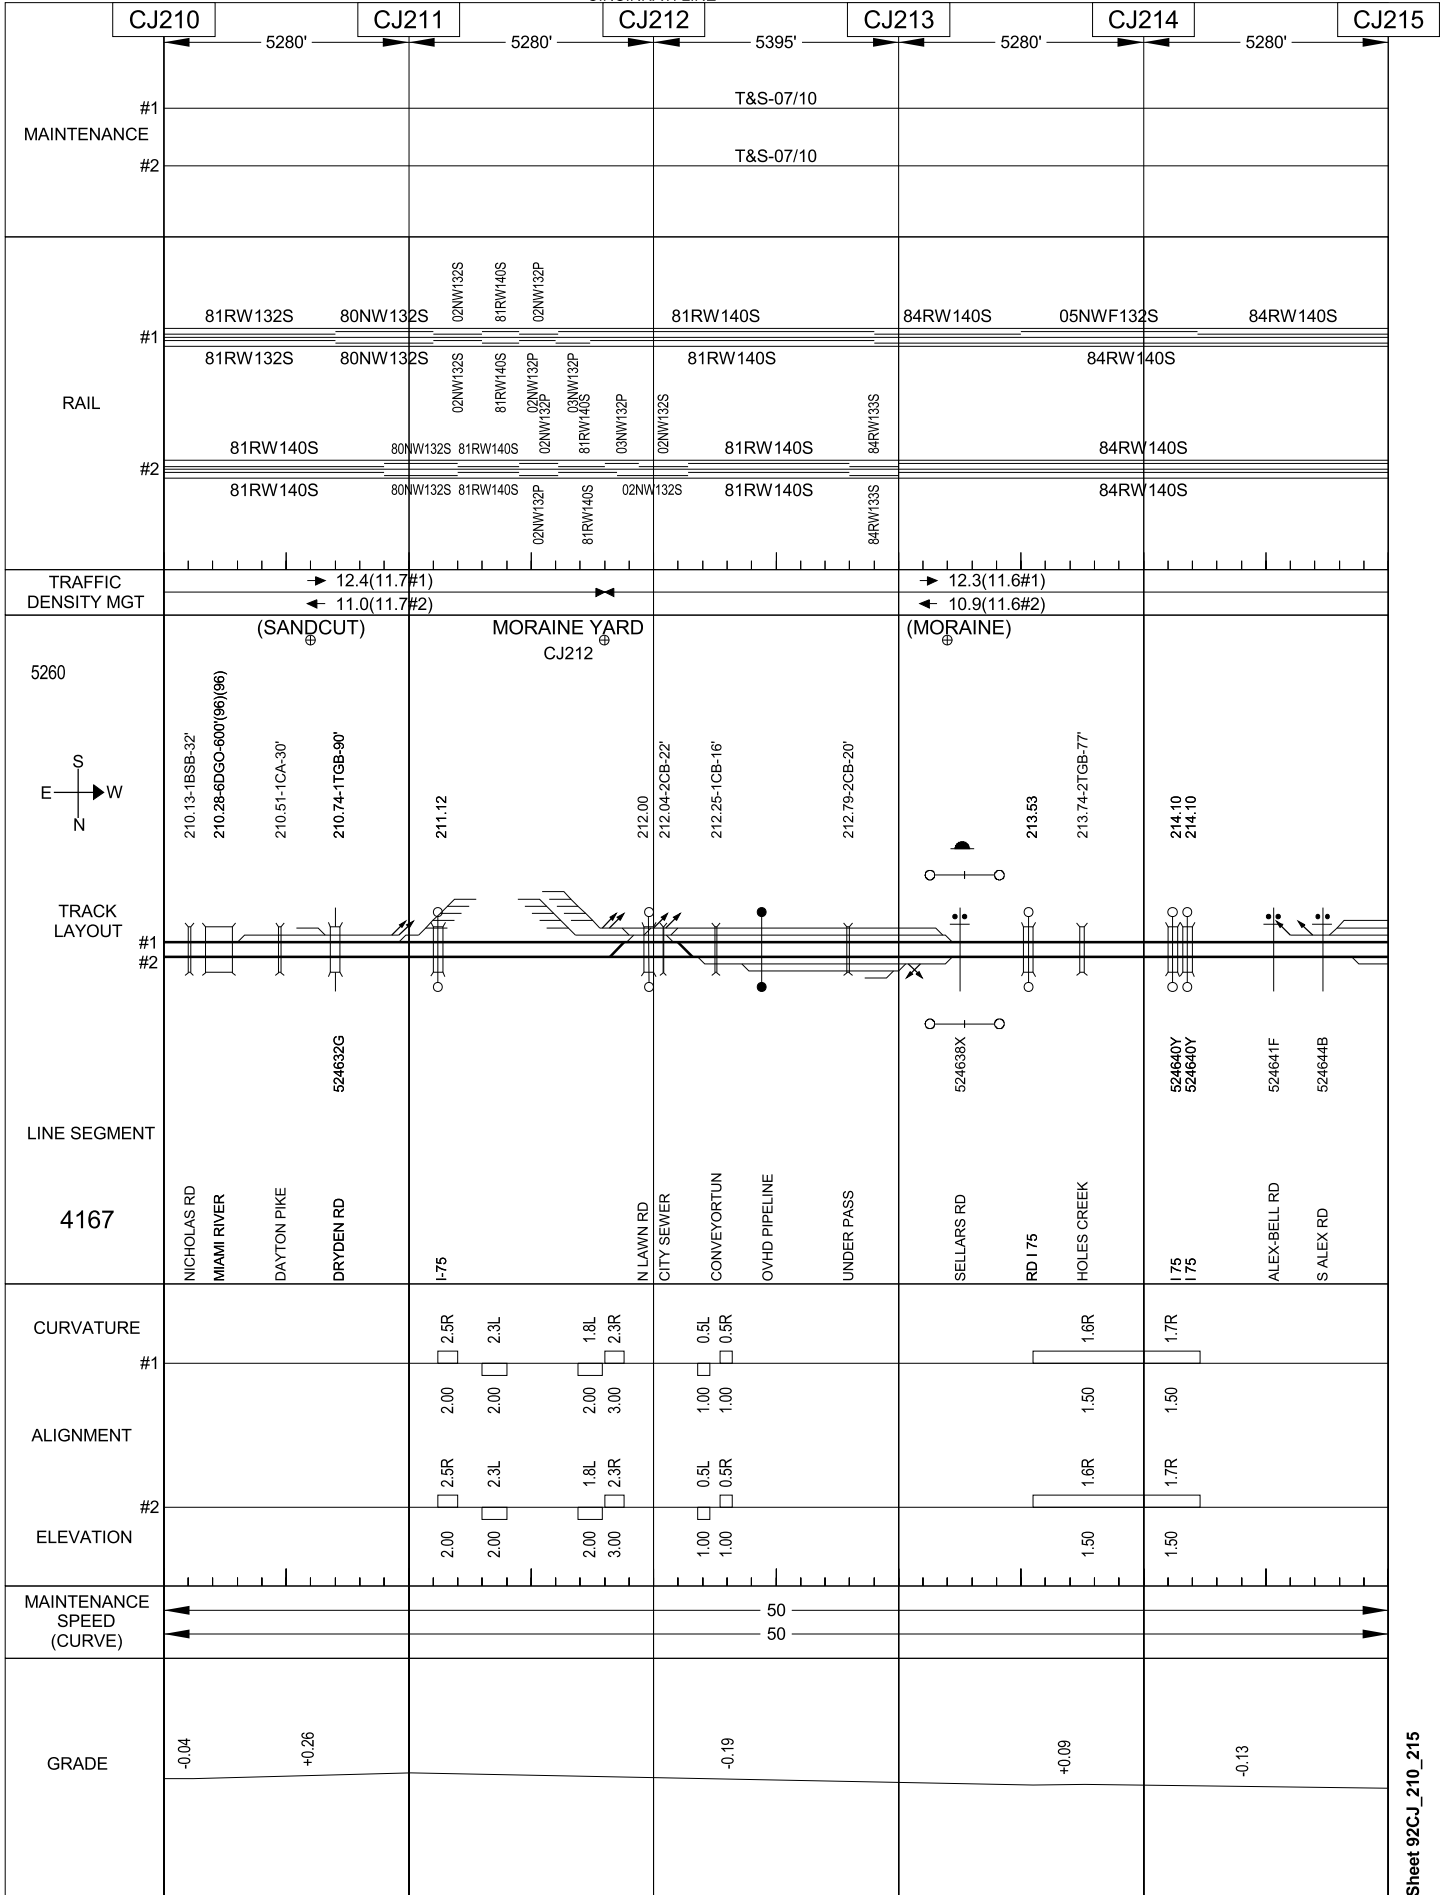 CJ210 CJ211 CJ212 CJ213 CJ214 CJ215
5280' 5280' 5395' 5280' 5280'
#1 T&S-07/10
MAINTENANCE
#2 T&S-07/10
02NW132S 81RW140S 02NW132P
81RW132S 80NW132S 81RW140S 84RW140S 05NWF132S 84RW140S
#1
81RW132S 80NW132S 81RW140S 84RW140S
02NW132S 81RW140S 02NW132P 03NW132P
RAIL
02NW132P 81RW140S 03NW132P 02NW132S 84RW133S
81RW140S 80NW132S 81RW140S 81RW140S 84RW140S
#2
81RW140S 80NW132S 81RW140S 02NW132S 81RW140S 84RW140S
02NW132P 81RW140S 84RW133S
TRAFFIC
DENSITY MGT
12.4(11.7#1) 12.3(11.6#1)
11.0(11.7#2) 10.9(11.6#2)
(SANDCUT) MORAINE YARD (MORAINE)
CJ212
5260
S
E W
N
210.13-1BSB-32'
210.28-6DGO-600'(96)(96)
210.51-1CA-30'
210.74-1TGB-90'
211.12
212.00
212.04-2CB-22'
212.25-1CB-16'
212.79-2CB-20'
213.53
213.74-2TGB-77'
214.10
214.10
TRACK
LAYOUT
#1
#2
524632G
524638X
524640Y
524640Y
524641F
524644B
LINE SEGMENT
4167
NICHOLAS RD
MIAMI RIVER
DAYTON PIKE
DRYDEN RD
I-75
N LAWN RD
CITY SEWER
CONVEYORTUN
OVHD PIPELINE
UNDER PASS
SELLARS RD
RD I 75
HOLES CREEK
I 75
I 75
ALEX-BELL RD
S ALEX RD
CURVATURE
2.5R 2.3L 1.8L 2.3R 0.5L 0.5R 1.6R 1.7R
#1
2.00 2.00 2.00 3.00 1.00 1.00 1.50 1.50
ALIGNMENT
2.5R 2.3L 1.8L 2.3R 0.5L 0.5R 1.6R 1.7R
#2
ELEVATION
2.00 2.00 2.00 3.00 1.00 1.00 1.50 1.50
MAINTENANCE
SPEED
(CURVE)
50
50
GRADE
-0.04 +0.26 -0.19 +0.09 -0.13
Sheet 92CJ_210_215